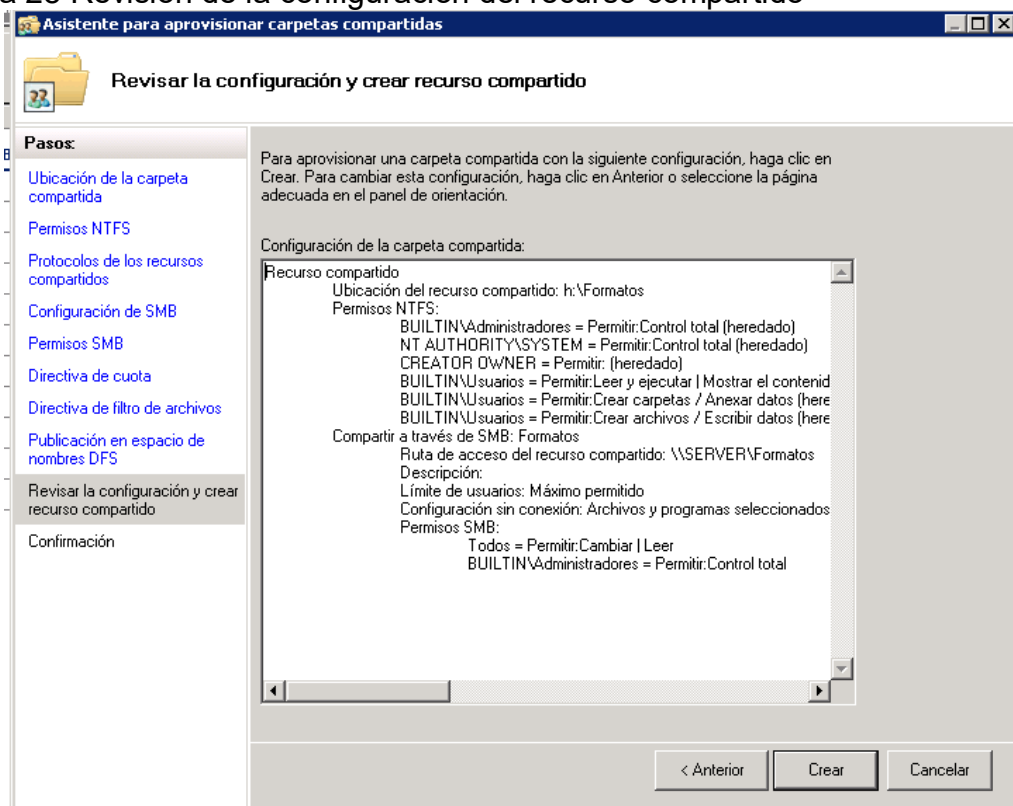 a 28 Revisión de la configuración del recurso compartido
Asistente para aprovisionar carpetas compartidas
Revisar la configuración y crear recurso compartido
Pasos:
Ubicación de la carpeta
compartida
Permisos NTFS
Protocolos de los recursos
compartidos
Configuración de SMB
Permisos SMB
Directiva de cuota
Directiva de filtro de archivos
Publicación en espacio de
nombres DFS
Revisar la configuración y crear
recurso compartido
Confirmación
Para aprovisionar una carpeta compartida con la siguiente configuración, haga clic en
Crear. Para cambiar esta configuración, haga clic en Anterior o seleccione la página
adecuada en el panel de orientación.
Configuración de la carpeta compartida:
Recurso compartido
Ubicación del recurso compartido: h:\Formatos
Permisos NTFS:
BUILTIN\Administradores = Permitir:Control total (heredado)
NT AUTHORITY\SYSTEM = Permitir:Control total (heredado)
CREATOR OWNER = Permitir: (heredado)
BUILTIN\Usuarios = Permitir:Leer y ejecutar | Mostrar el contenid
BUILTIN\Usuarios = Permitir:Crear carpetas / Anexar datos (here
BUILTIN\Usuarios = Permitir:Crear archivos / Escribir datos (here
Compartir a través de SMB: Formatos
Ruta de acceso del recurso compartido: \\SERVER\Formatos
Descripción:
Límite de usuarios: Máximo permitido
Configuración sin conexión: Archivos y programas seleccionados
Permisos SMB:
Todos = Permitir:Cambiar | Leer
BUILTIN\Administradores = Permitir:Control total
< Anterior
Crear
Cancelar